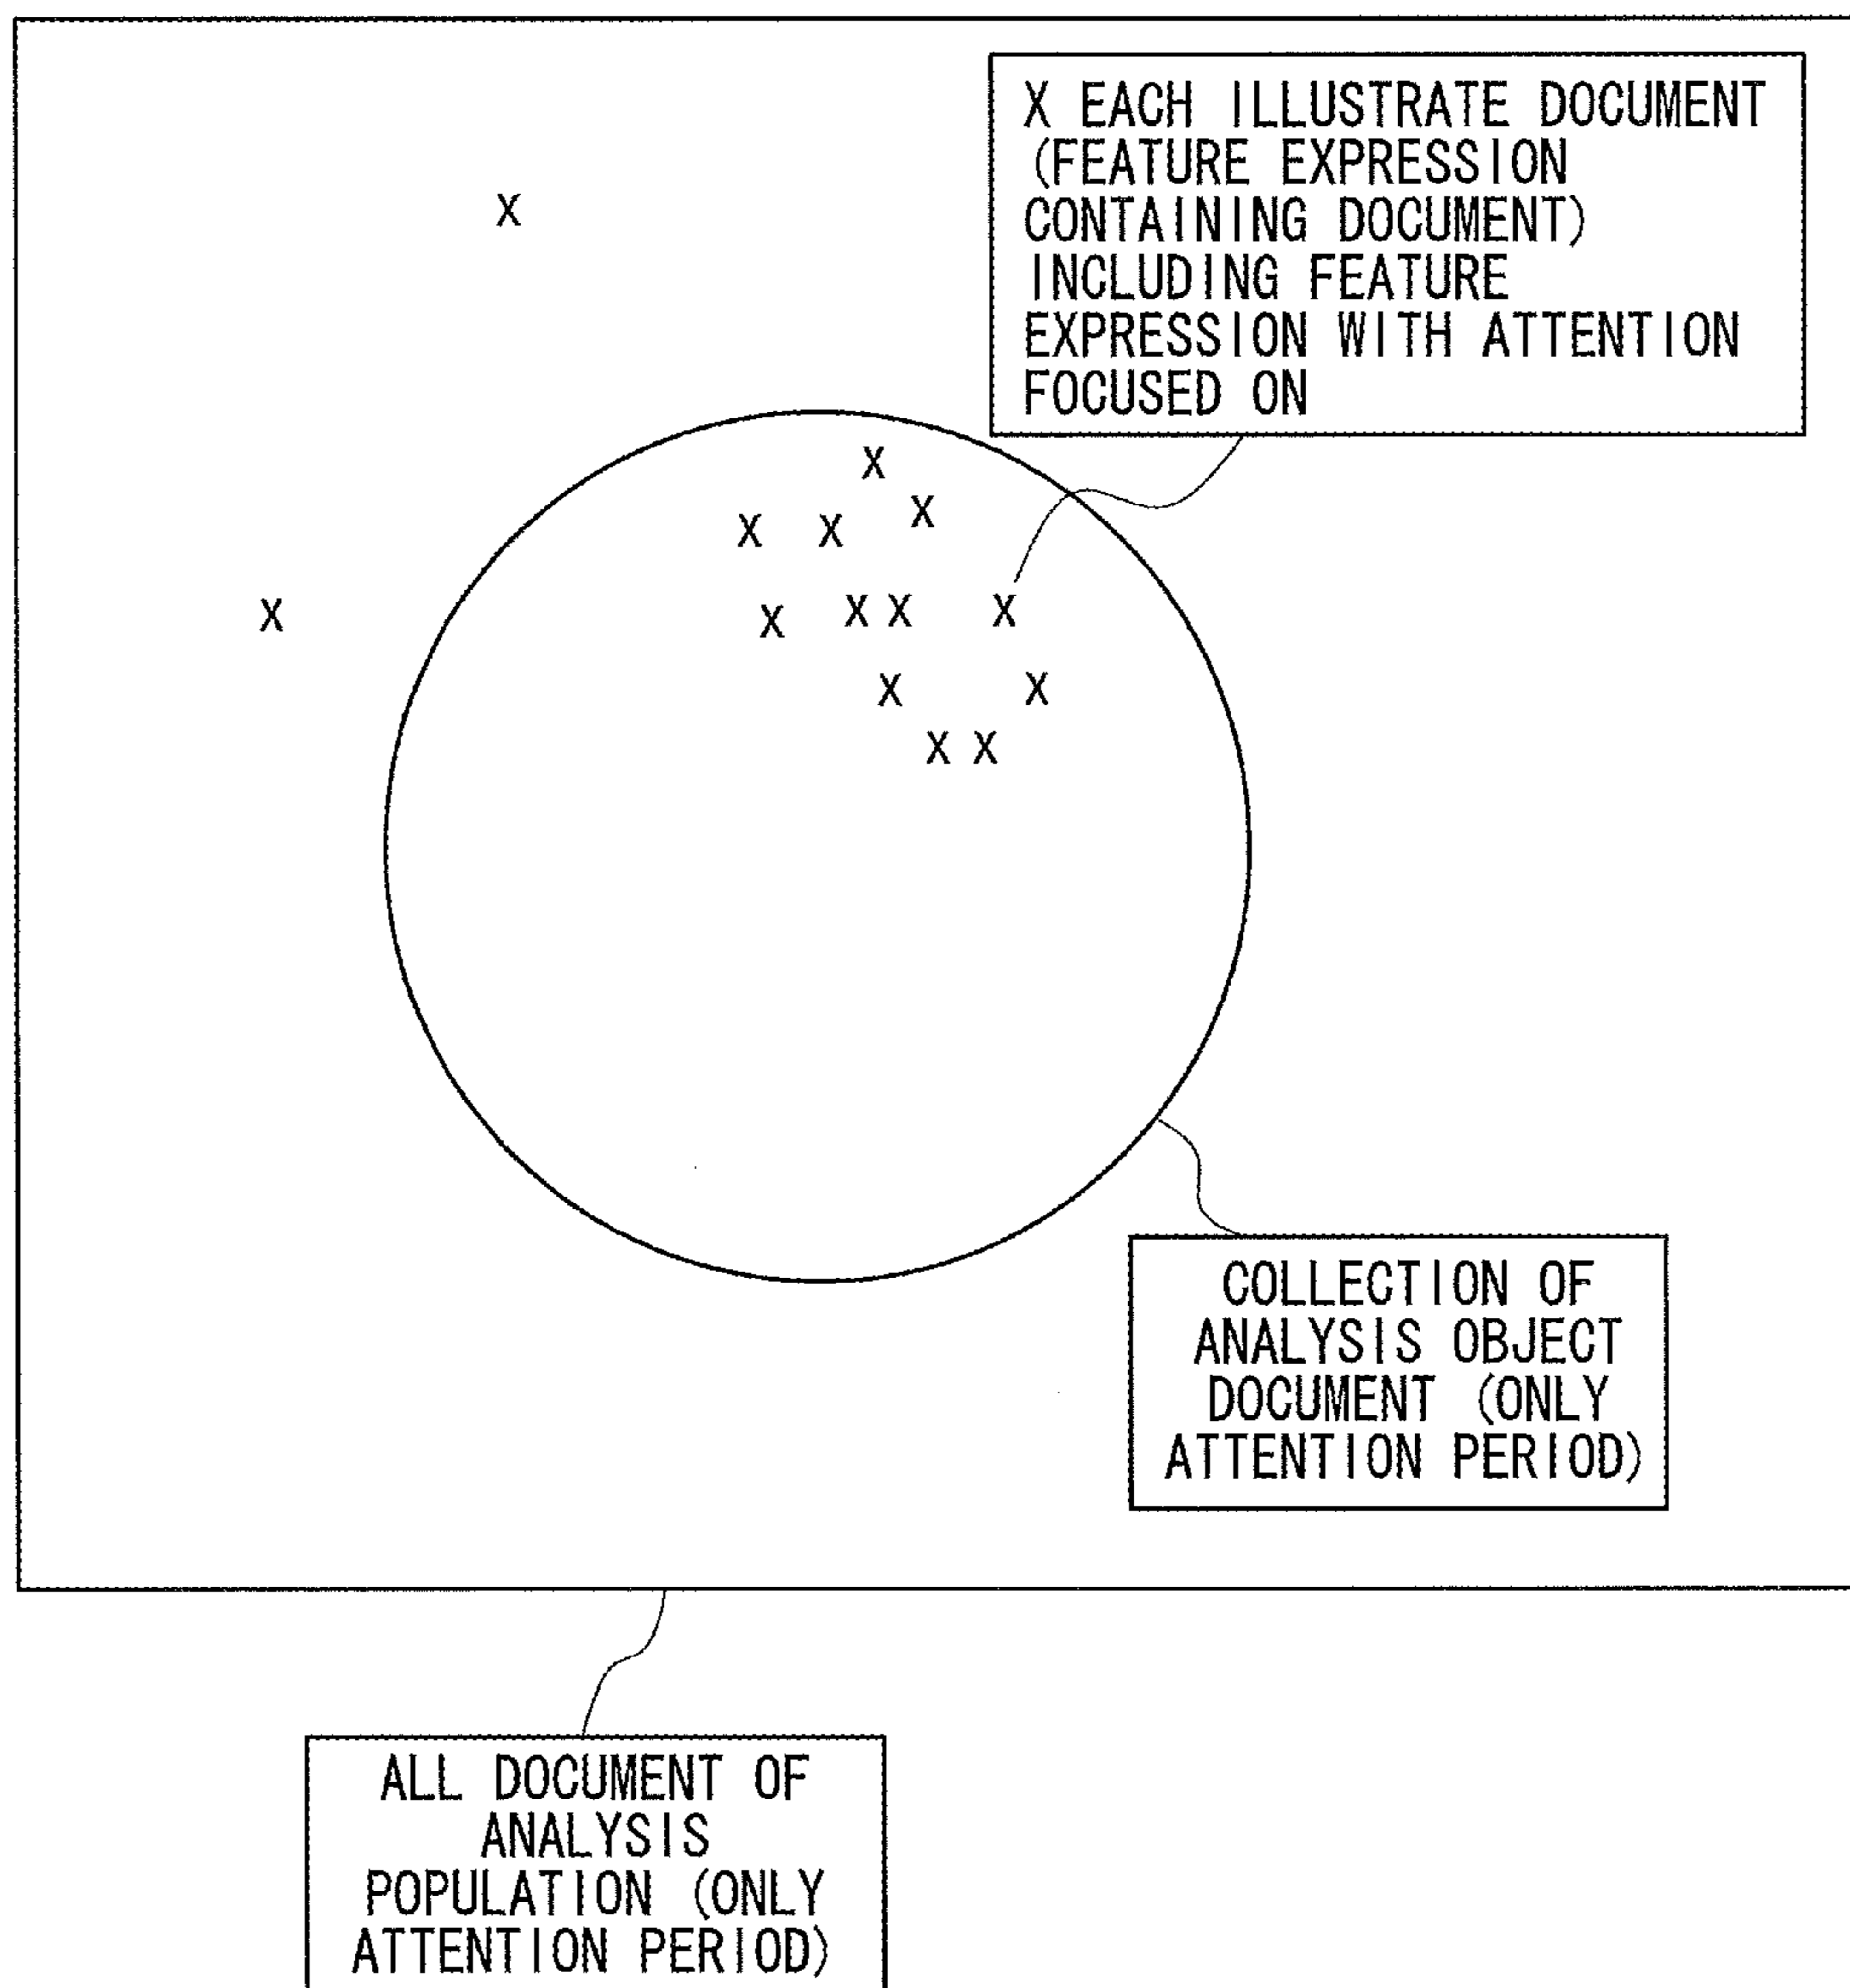 X EACH ILLUSTRATE DOCUMENT
(FEATURE EXPRESSION
CONTAINING DOCUMENT)
INCLUDING FEATURE
EXPRESSION WITH ATTENTION
FOCUSED ON
X
X
X
X X
X
X X X
X
X
X X
COLLECTION OF
ANALYSIS OBJECT
DOCUMENT (ONLY
ATTENTION PERIOD)
ALL DOCUMENT OF
ANALYSIS
POPULATION (ONLY
ATTENTION PERIOD)